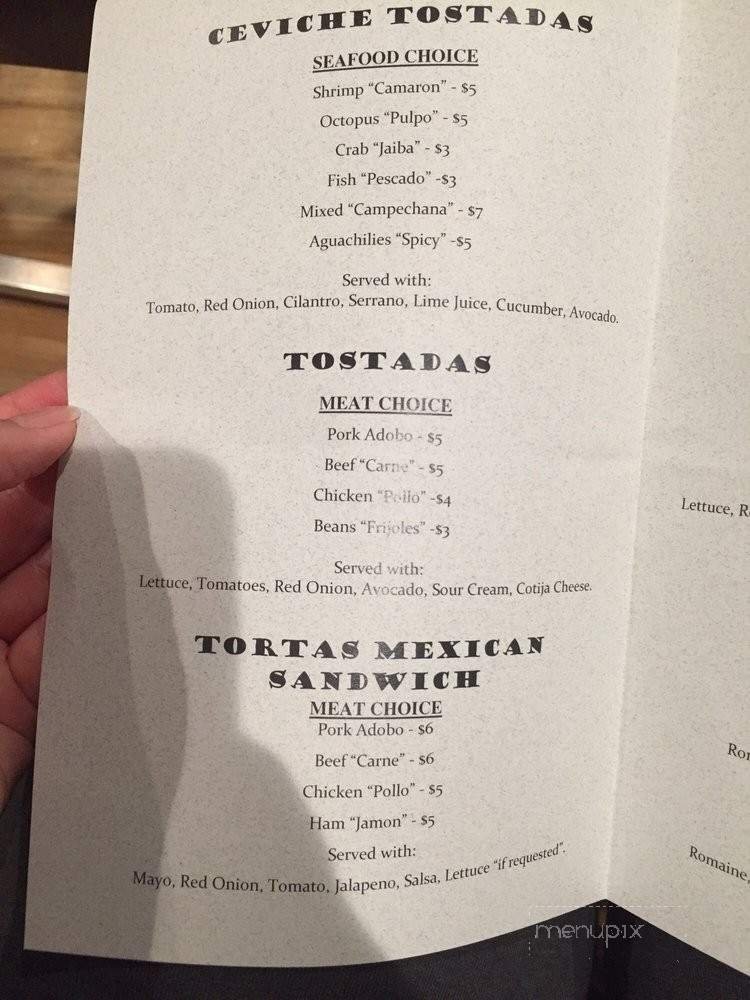 CEVICHE TOSTADAS
SEAFOOD CHOICE
Shrimp “Camaron” - $5
Octopus “Pulpo” - $5
Crab “Jaiba” - $3
Fish “Pescado” -$3
Mixed “Campechana” - $7
Aguachilies “Spicy” -$5
Served with:
Tomato, Red Onion, Cilantro, Serrano, Lime Juice, Cucumber, Avocado.
TOSTADAS
MEAT CHOICE
Pork Adobo - $5
Beef “Carne” - $5
Chicken “Pollo” -$4
Beans “Frijoles” -$3
Served with:
Lettuce, Tomatoes, Red Onion, Avocado, Sour Cream, Cotija Cheese.
TORTAS MEXICAN
SANDWICH
MEAT CHOICE
Pork Adobo - $6
Beef “Carne” - $6
Chicken “Pollo” - $5
Ham “Jamon” - $5
Served with:
Mayo, Red Onion, Tomato, Jalapeno, Salsa, Lettuce “if requested”.
Lettuce,
Romaine,
menupix